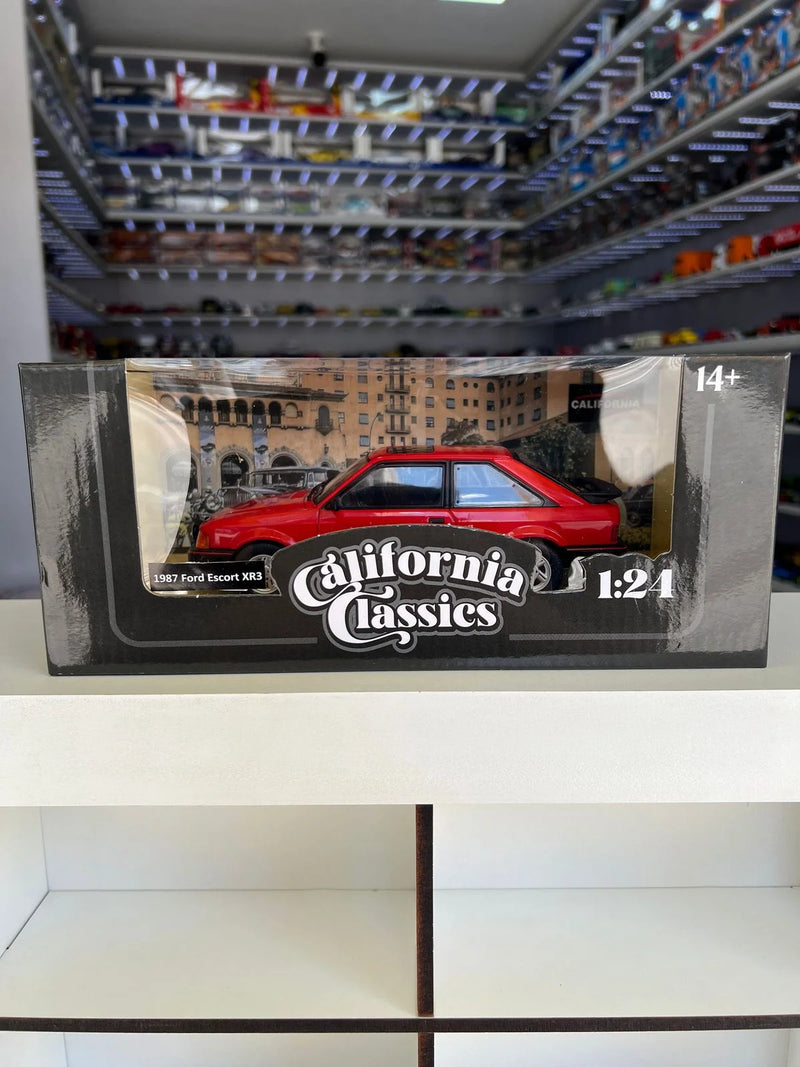 14+
CALIFORNIA
1987 Ford Escort XR3
California
Classics
1:24